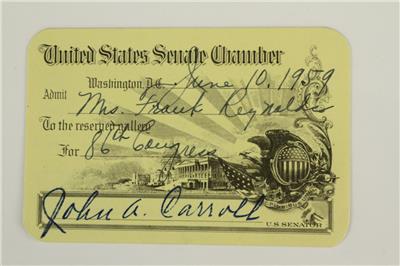 United States Senate Chamber
Washington, D.C. June 10, 1959
Admit Mrs. Frank Reynolds
To the reserved gallery
For 86th Congress
John A. Carroll
U.S. SENATOR